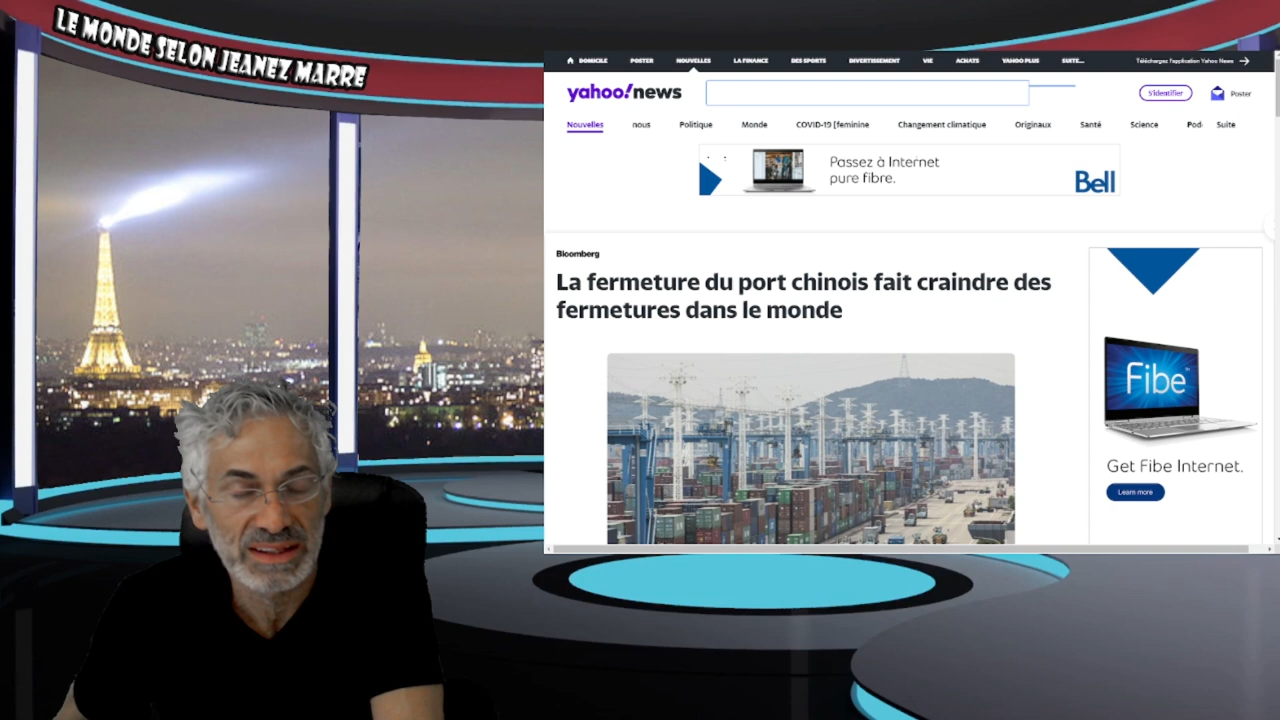 LE MONDE SELON JEANEZ MARRE
DOMICILE POSTER NOUVELLES LA FINANCE DES SPORTS DIVERTISSEMENT VIE ACHATS YAHOO PLUS SUITE... Téléchargez l'application Yahoo News
yahoo!news
S'identifier Poster
Nouvelles nous Politique Monde COVID-19 [feminine Changement climatique Originaux Santé Science Pod Suite
Passez à Internet
pure fibre.
Bell
Bloomberg
La fermeture du port chinois fait craindre des
fermetures dans le monde
Fibe
Get Fibe Internet.
Learn more